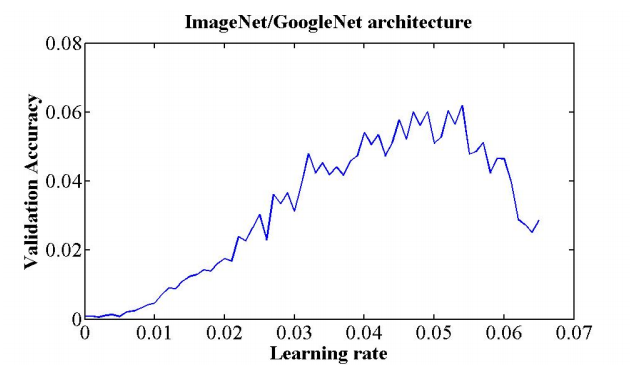 ImageNet/GoogleNet architecture
0.08
0.06
0.04
0.02
0
Validation Accuracy
0 0.01 0.02 0.03 0.04 0.05 0.06 0.07
Learning rate